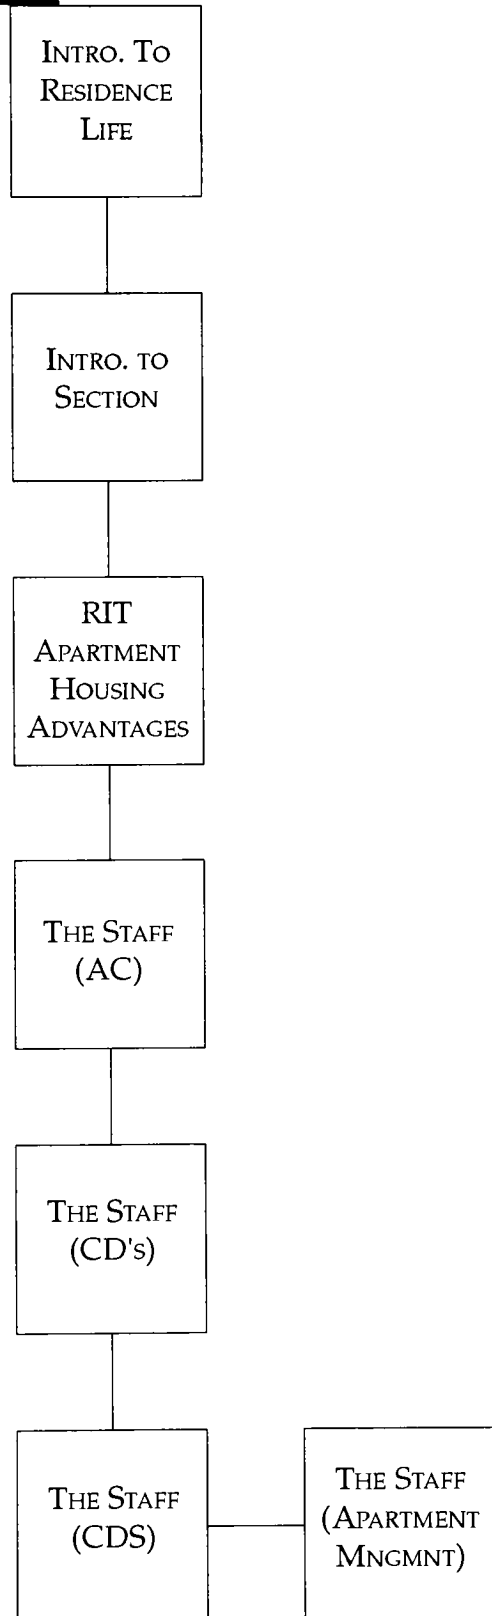 INTRO. TO
RESIDENCE
LIFE
INTRO. TO
SECTION
RIT
APARTMENT
HOUSING
ADVANTAGES
THE STAFF
(AC)
THE STAFF
(CD's)
THE STAFF
(CDS)
THE STAFF
(APARTMENT
MNGMNT)